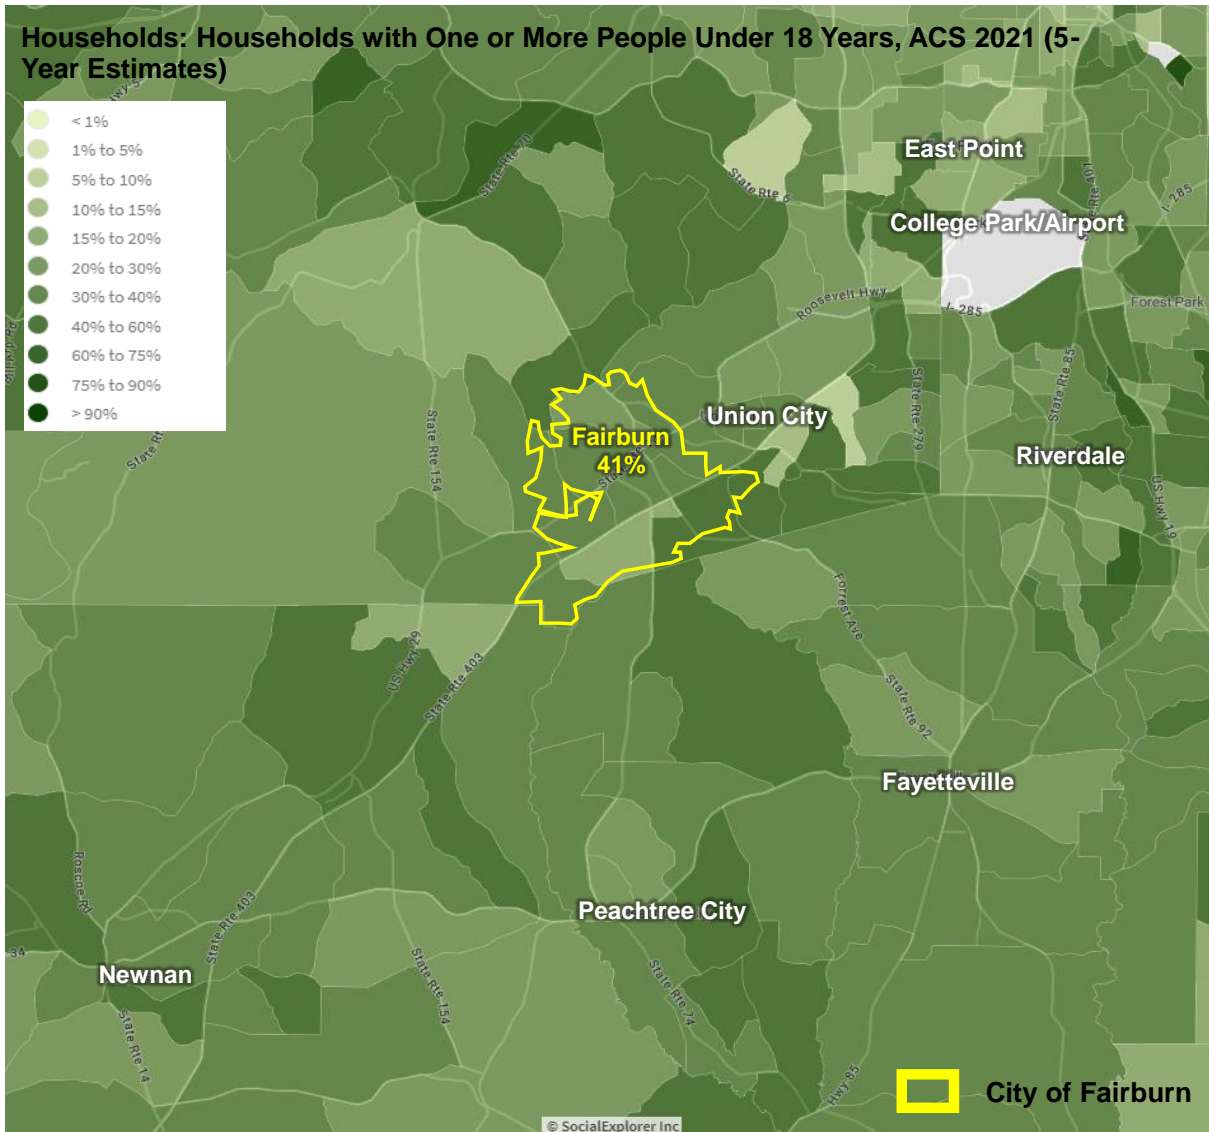 Households: Households with One or More People Under 18 Years, ACS 2021 (5-
Year Estimates)
< 1%
1% to 5%
5% to 10%
10% to 15%
15% to 20%
20% to 30%
30% to 40%
40% to 60%
60% to 75%
75% to 90%
> 90%
State Rte 70
State Rte 6
East Point
College Park/Airport
I- 285
Roosevelt Hwy
I- 285
Forest Park
State Rte 85
State Rte 279
State Rte 154
Fairburn
41%
Union City
Riverdale
US Hwy 19
Forrest Ave
US Hwy 29
State Rte 403
State Rte 92
Fayetteville
Roscoe Rd
State Rte 403
Peachtree City
34
Newnan
State Rte 154
State Rte 74
State Rte 14
Hwy 85
City of Fairburn
© SocialExplorer Inc